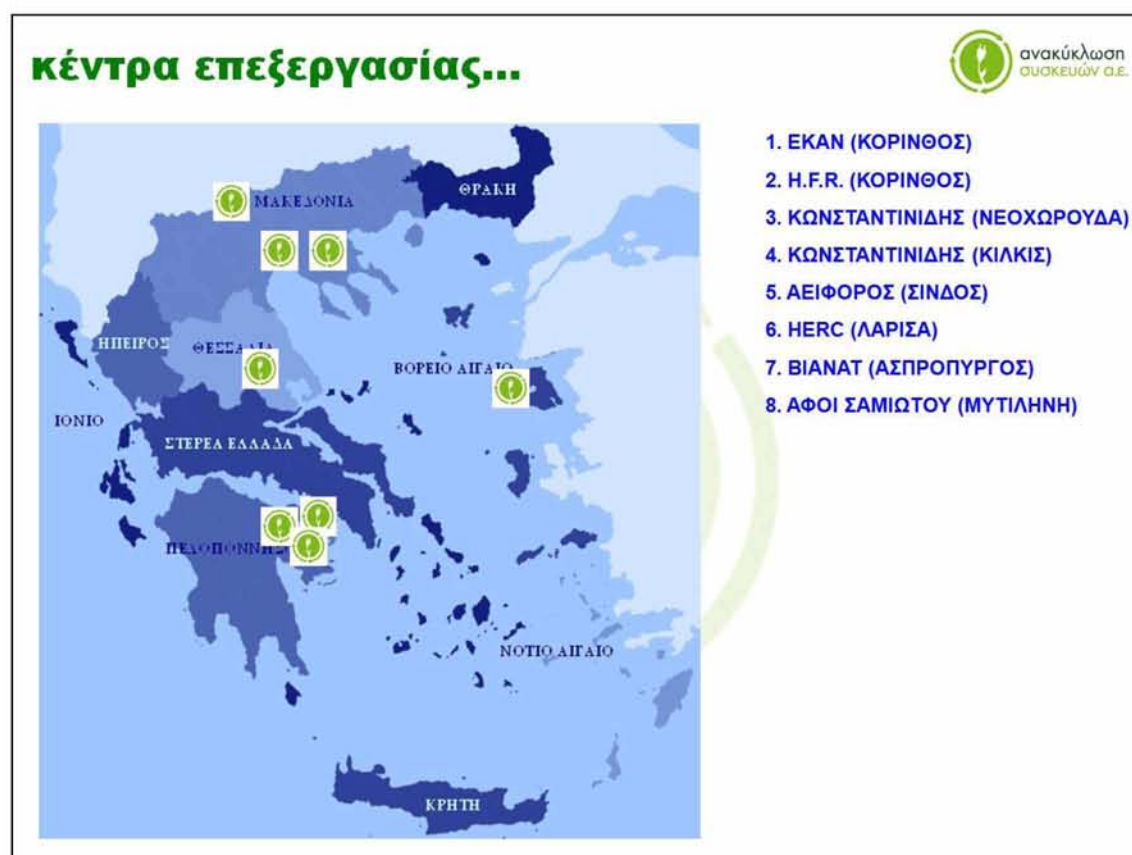 κέντρα επεξεργασίας...
ανακύκλωση
συσκευών α.ε.
1. ΕΚΑΝ (ΚΟΡΙΝΘΟΣ)
2. H.F.R. (ΚΟΡΙΝΘΟΣ)
3. ΚΩΝΣΤΑΝΤΙΝΙΔΗΣ (ΝΕΟΧΩΡΟΥΔΑ)
4. ΚΩΝΣΤΑΝΤΙΝΙΔΗΣ (ΚΙΛΚΙΣ)
5. ΑΕΙΦΟΡΟΣ (ΣΙΝΔΟΣ)
6. HERC (ΛΑΡΙΣΑ)
7. ΒΙΑΝΑΤ (ΑΣΠΡΟΠΥΡΓΟΣ)
8. ΑΦΟΙ ΣΑΜΙΩΤΟΥ (ΜΥΤΙΛΗΝΗ)
ΘΡΑΚΗ
ΜΑΚΕΔΟΝΙΑ
ΗΠΕΙΡΟΣ
ΘΕΣΣΑΛΙΑ
ΒΟΡΕΙΟ ΑΙΓΑΙΟ
ΙΟΝΙΟ
ΣΤΕΡΕΑ ΕΛΛΑΔΑ
ΠΕΛΟΠΟΝΝΗΣ
ΝΟΤΙΟ ΑΙΓΑΙΟ
ΚΡΗΤΗ